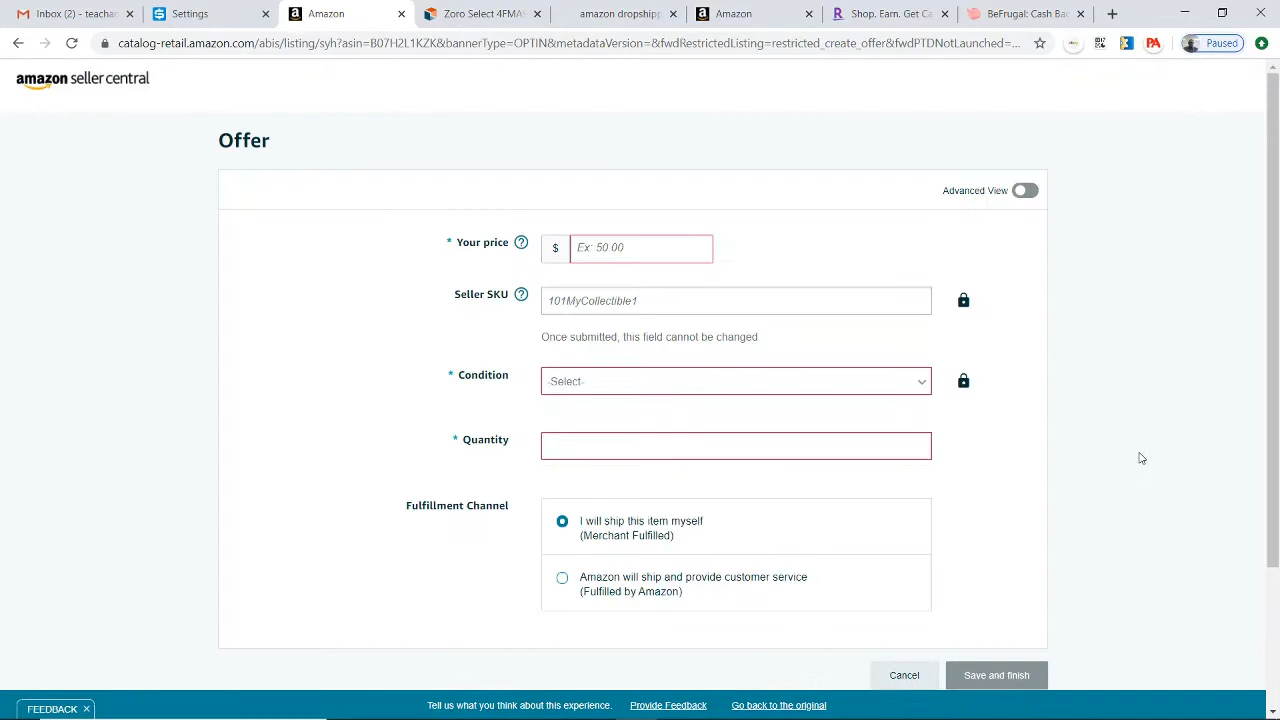 Inbox (2) - teachar
Settings
Amazon
Zoro Select 4FMAY
amazon dropshipp
Amazon
Shop. Earn. Get Ca
BeFrugal: Cash Bac
catalog-retail.amazon.com/abis/listing/syh?asin=B07H2L1KZK&bannerType=OPTIN&metadataVersion=&fwdRestrictedListing=restricted_create_offer&fwdPTDNotLaunched=...
Paused
amazon seller central
Offer
Advanced View
* Your price ?
$
Ex: 50.00
Seller SKU ?
101MyCollectible1
Once submitted, this field cannot be changed
* Condition
-Select-
* Quantity
Fulfillment Channel
I will ship this item myself
(Merchant Fulfilled)
Amazon will ship and provide customer service
(Fulfilled by Amazon)
Cancel
Save and finish
FEEDBACK
Tell us what you think about this experience. Provide Feedback Go back to the original